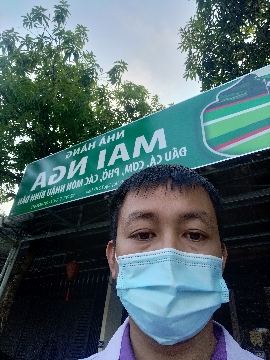 NHÀ HÀNG
MAI NGA
ĐẦU CÁ, CƠM, PHỞ, CÁC MÓN NHẬU BÌNH DÂN